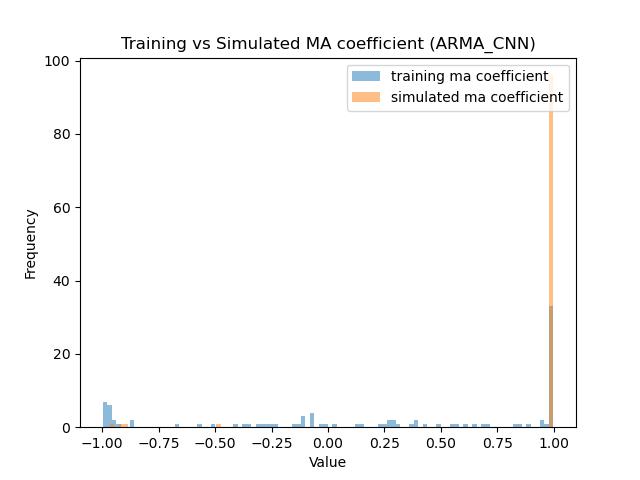 Training vs Simulated MA coefficient (ARMA_CNN)
training ma coefficient
simulated ma coefficient
100
80
60
40
20
0
Frequency
−1.00 −0.75 −0.50 −0.25 0.00 0.25 0.50 0.75 1.00
Value